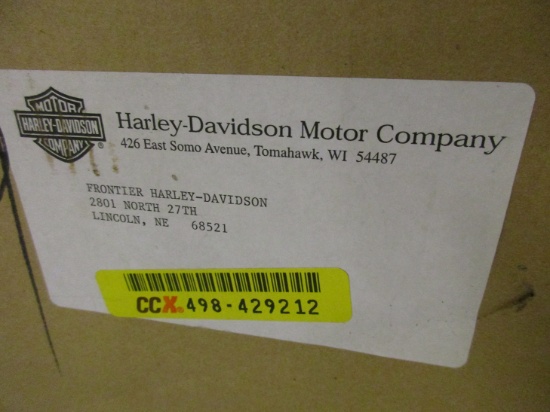 MOTOR
HARLEY-DAVIDSON
COMPANY
®
Harley-Davidson Motor Company
426 East Somo Avenue, Tomahawk, WI 54487
FRONTIER HARLEY-DAVIDSON
2801 NORTH 27TH
LINCOLN, NE 68521
CCX. 498-429212